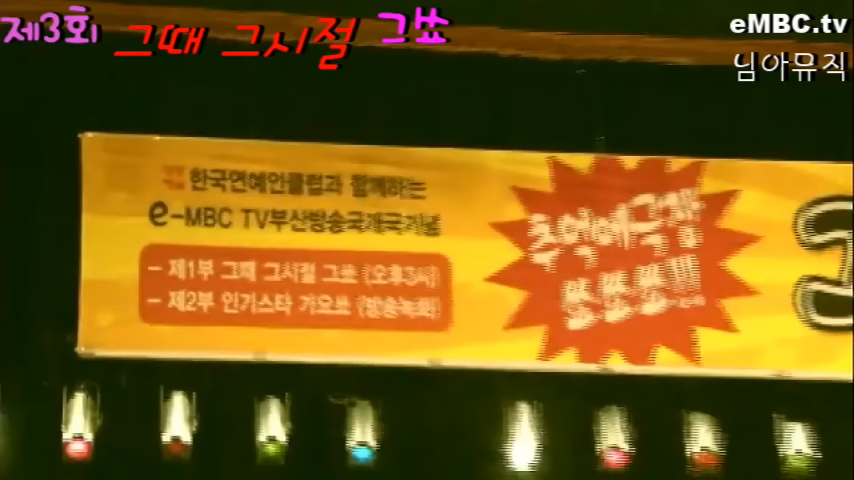 제3회 그때 그시절 그쑈
eMBC.tv
님아뮤직
한국연예인클럽과 함께하는
e-MBC TV부산방송국개국기념
- 제1부 그때 그시절 그쑈 (오후3시)
- 제2부 인기스타 가요쑈 (방송녹화)
추억에극장
쑈.쑈.쑈!!!